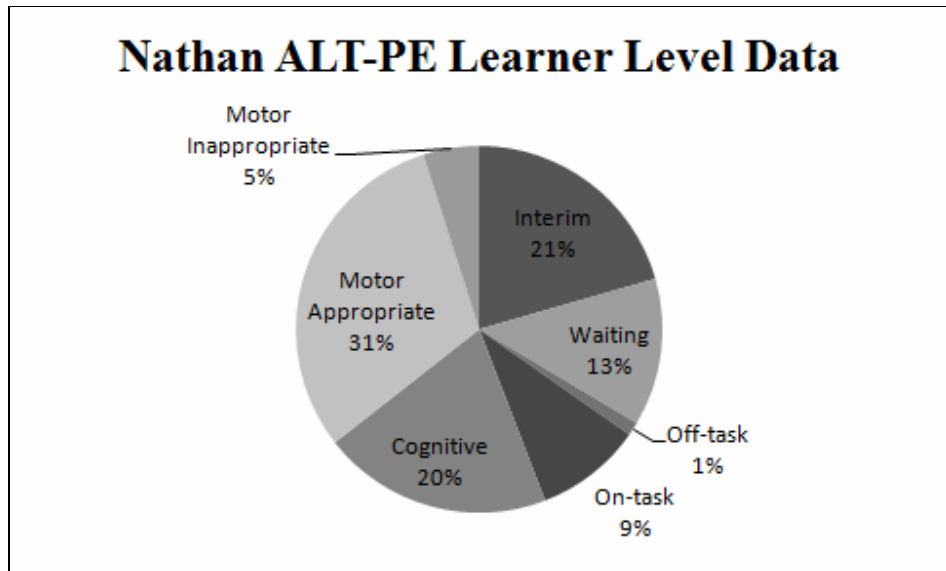 Nathan ALT-PE Learner Level Data
Motor
Inappropriate
5%
Interim
21%
Motor
Appropriate
31%
Waiting
13%
Off-task
1%
Cognitive
20%
On-task
9%